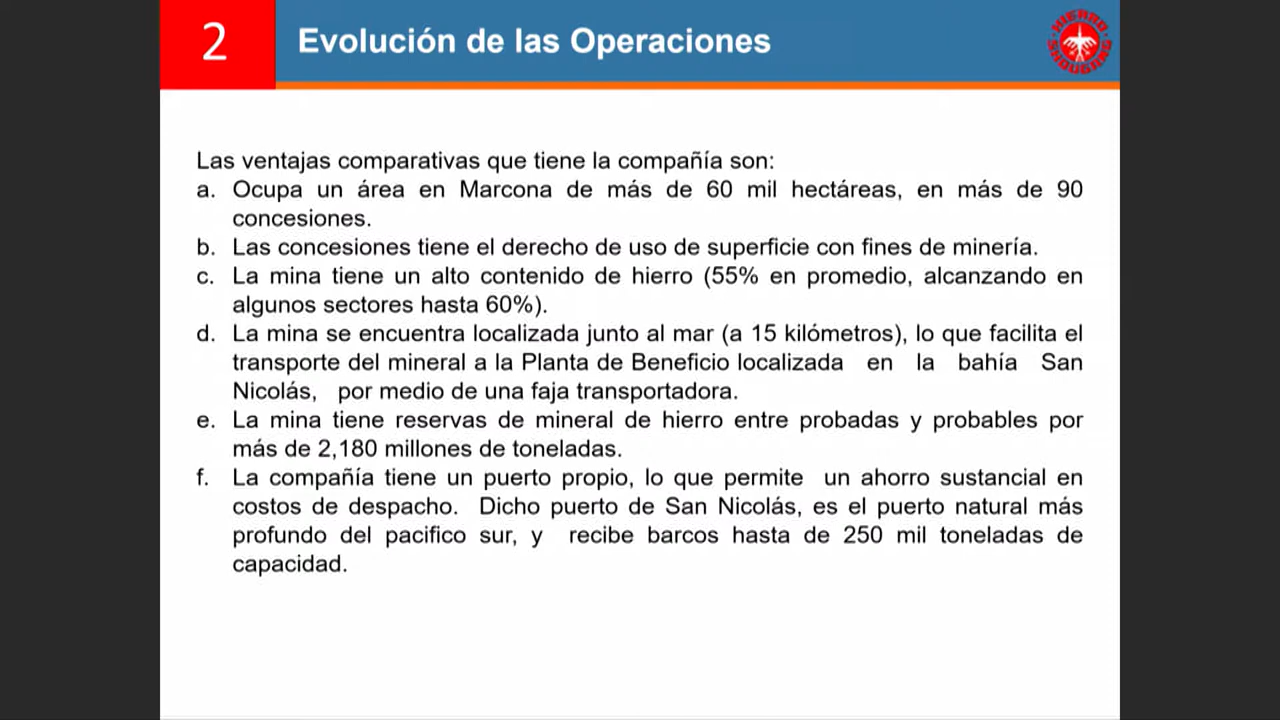 2
Evolución de las Operaciones
HIERRO
SHOUGANG
Las ventajas comparativas que tiene la compañía son:
a. Ocupa un área en Marcona de más de 60 mil hectáreas, en más de 90
concesiones.
b. Las concesiones tiene el derecho de uso de superficie con fines de minería.
c. La mina tiene un alto contenido de hierro (55% en promedio, alcanzando en
algunos sectores hasta 60%).
d. La mina se encuentra localizada junto al mar (a 15 kilómetros), lo que facilita el
transporte del mineral a la Planta de Beneficio localizada en la bahía San
Nicolás, por medio de una faja transportadora.
e. La mina tiene reservas de mineral de hierro entre probadas y probables por
más de 2,180 millones de toneladas.
f. La compañía tiene un puerto propio, lo que permite un ahorro sustancial en
costos de despacho. Dicho puerto de San Nicolás, es el puerto natural más
profundo del pacifico sur, y recibe barcos hasta de 250 mil toneladas de
capacidad.